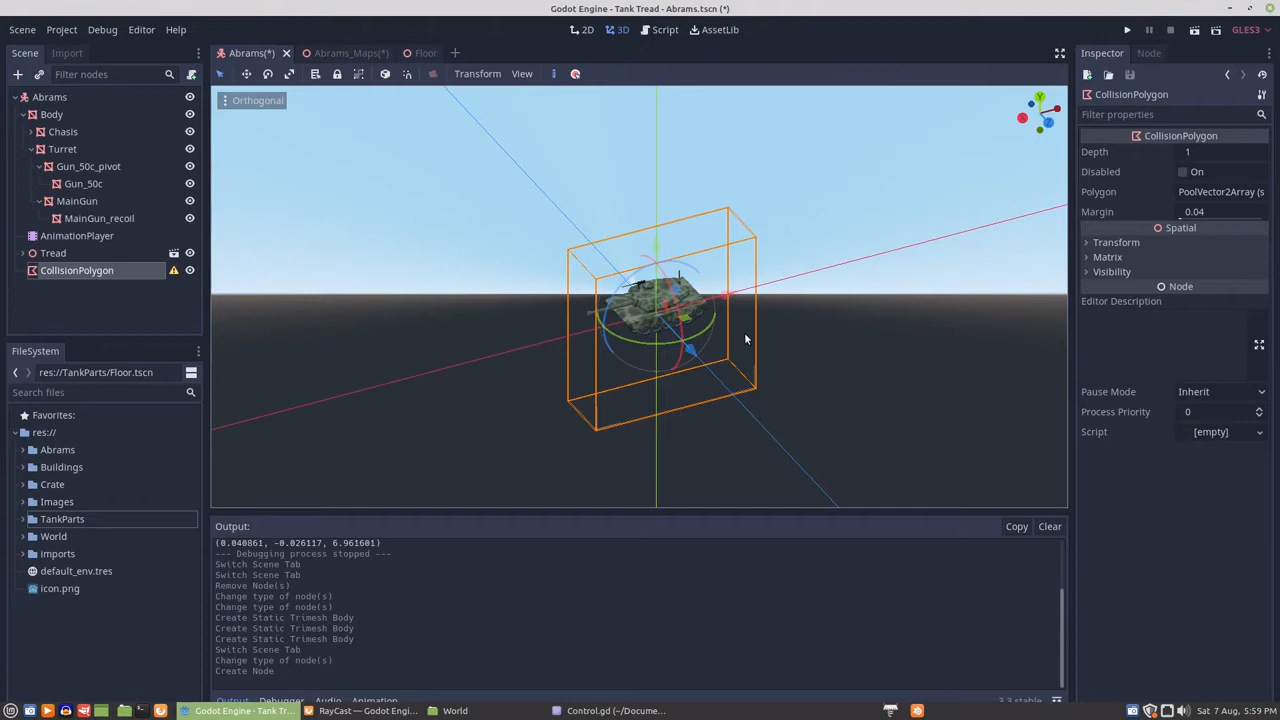 Godot Engine - Tank Tread - Abrams.tscn (*)
Scene Project Debug Editor Help
2D 3D Script AssetLib
GLES3
Scene Import
Filter nodes
Abrams
Body
Chasis
Turret
Gun_50c_pivot
Gun_50c
MainGun
MainGun_recoil
AnimationPlayer
Tread
CollisionPolygon
FileSystem
res://TankParts/Floor.tscn
Search files
Favorites:
res://
Abrams
Buildings
Crate
Images
TankParts
World
Imports
default_env.tres
icon.png
Abrams(*) Abrams_Maps(*) Floor
Transform View
Orthogonal
Y
X
Z
Output:
Copy Clear
(0.040861, -0.026117, 6.961601)
--- Debugging process stopped ---
Switch Scene Tab
Switch Scene Tab
Remove Node(s)
Change type of node(s)
Change type of node(s)
Create Static Trimesh Body
Create Static Trimesh Body
Create Static Trimesh Body
Switch Scene Tab
Change type of node(s)
Create Node
Output Debugger Audio Animation
3.3.stable
Inspector Node
CollisionPolygon
Filter properties
CollisionPolygon
Depth 1
Disabled On
Polygon PoolVector2Array (s
Margin 0.04
Spatial
Transform
Matrix
Visibility
Node
Editor Description
Pause Mode Inherit
Process Priority 0
Script [empty]
Godot Engine - Tank Tr... RayCast — Godot Engi... World Control.gd (~/Docume...
Sat 7 Aug, 5:59 PM